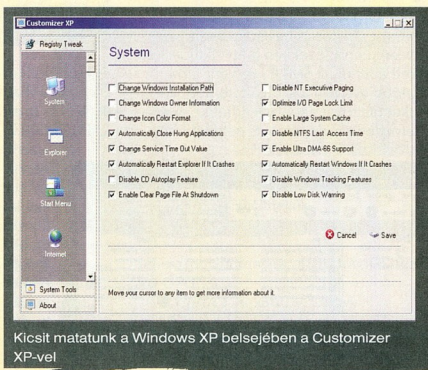 Customizer XP
Registy Tweak
System
Explorer
Start Menu
Internet
System Tools
About
System
Change Windows Installation Path
Change Windows Owner Information
Change Icon Color Format
Automatically Close Hung Applications
Change Service Time Out Value
Automatically Restart Explorer If It Crashes
Disable CD Autoplay Feature
Enable Clear Page File At Shutdown
Disable NT Executive Paging
Optimize I/O Page Lock Limit
Enable Large System Cache
Disable NTFS Last Access Time
Enable Ultra DMA-66 Support
Automatically Restart Windows If It Crashes
Disable Windows Tracking Features
Disable Low Disk Warning
Cancel Save
Move your cursor to any item to get more information about it.
Kicsit matatunk a Windows XP belsejében a Customizer
XP-vel